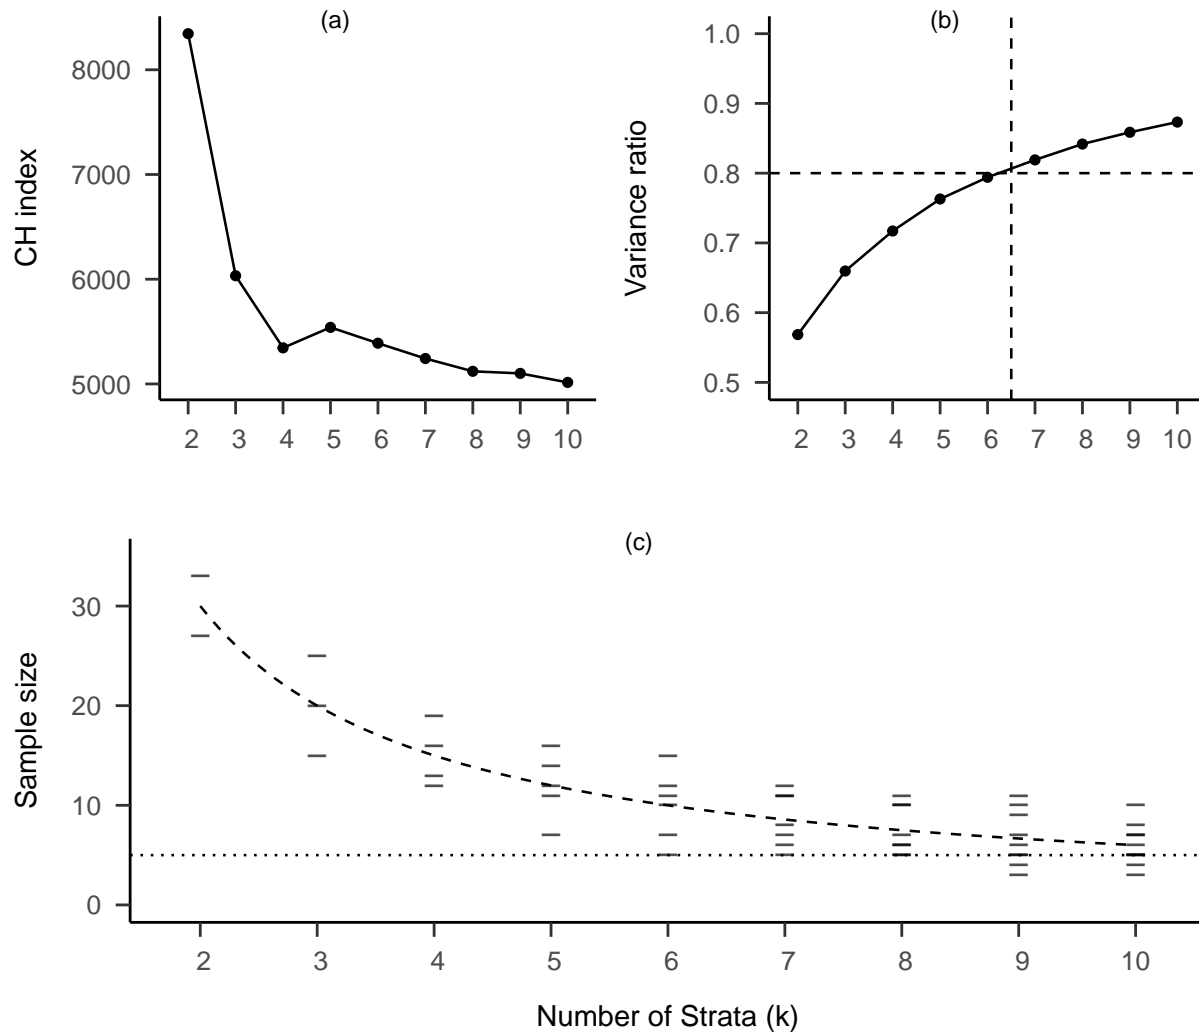 (a)
CH index
8000
7000
6000
5000
2 3 4 5 6 7 8 9 10
(b)
Variance ratio
1.0
0.9
0.8
0.7
0.6
0.5
2 3 4 5 6 7 8 9 10
(c)
Sample size
30
20
10
0
2 3 4 5 6 7 8 9 10
Number of Strata (k)